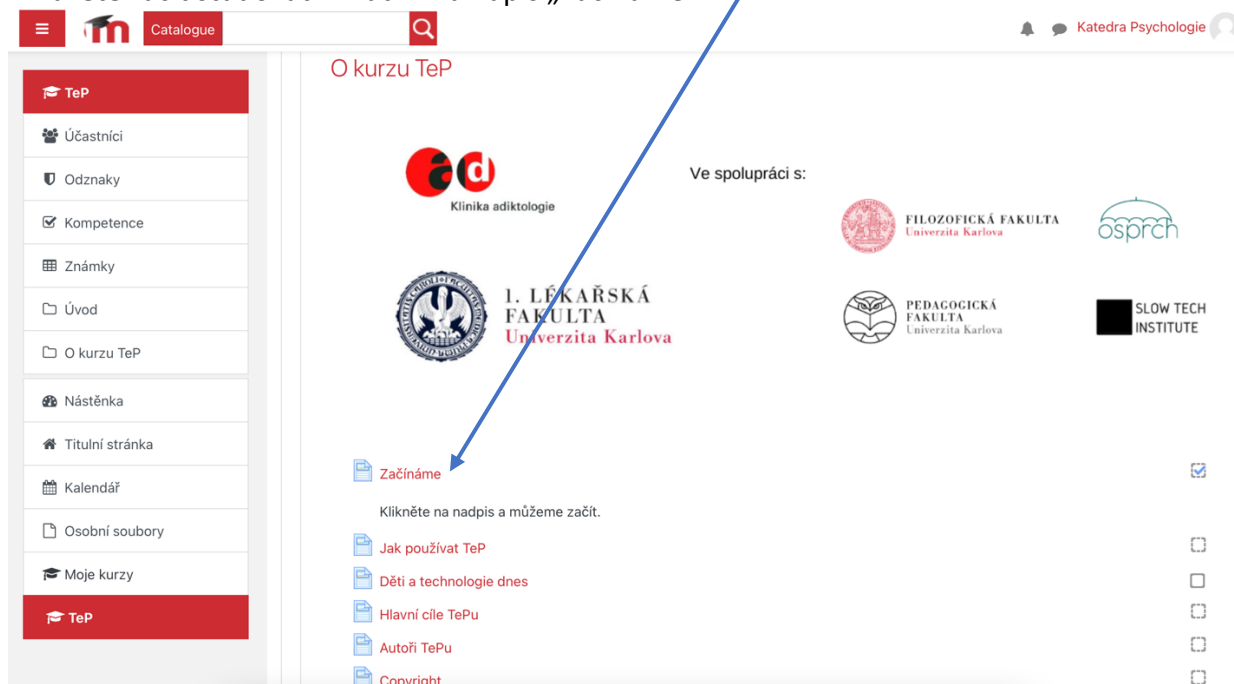 Catalogue
Katedra Psychologie
TeP
Účastníci
Odznaky
Kompetence
Známky
Úvod
O kurzu TeP
Nástěnka
Titulní stránka
Kalendář
Osobní soubory
Moje kurzy
TeP
O kurzu TeP
ad
Klinika adiktologie
Ve spolupráci s:
FILOZOFICKÁ FAKULTA
Univerzita Karlova
osprch
1. LÉKAŘSKÁ
FAKULTA
Univerzita Karlova
PEDAGOGICKÁ
FAKULTA
Univerzita Karlova
SLOW TECH
INSTITUTE
Začínáme
Klikněte na nadpis a můžeme začít.
Jak používat TeP
Děti a technologie dnes
Hlavní cíle TePu
Autoři TePu
Copyright